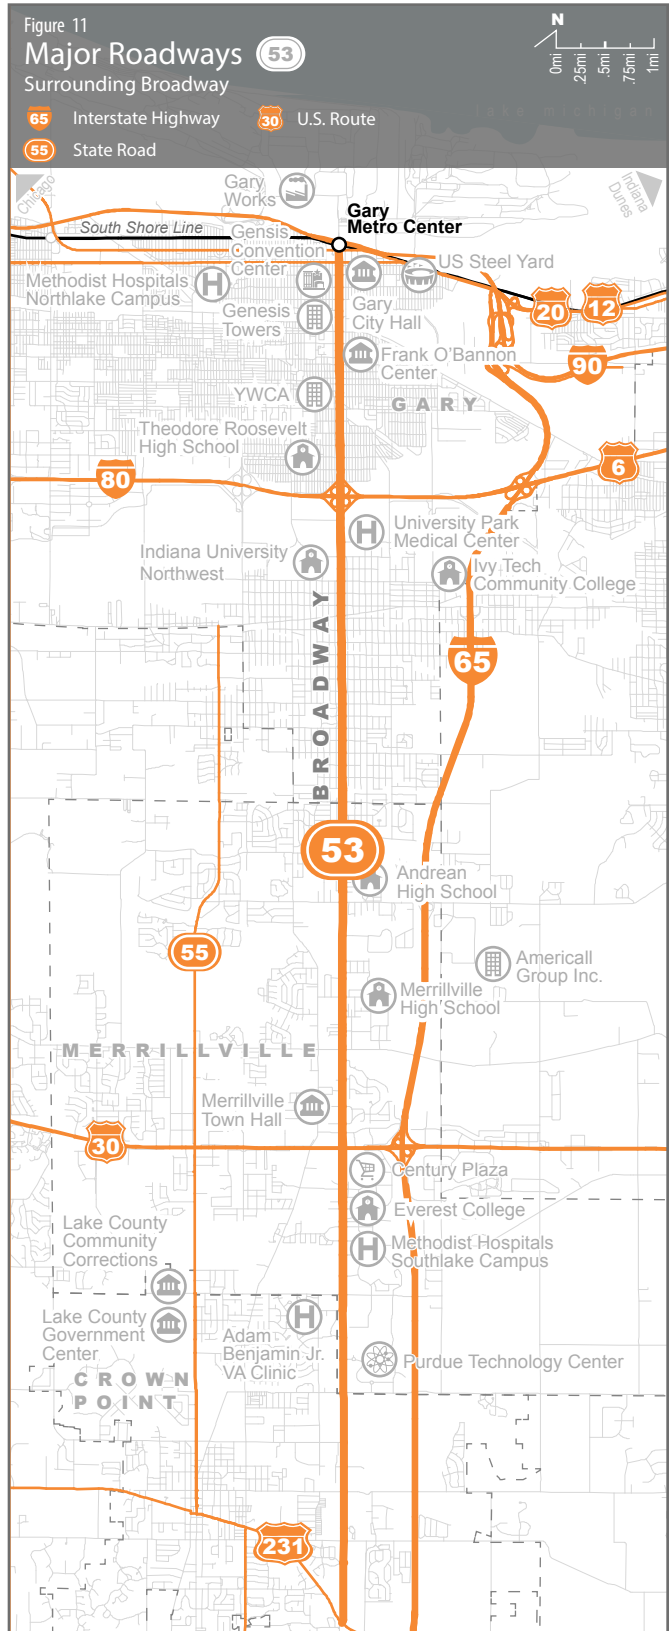 Figure 11
Major Roadways 53
Surrounding Broadway
65 Interstate Highway
30 U.S. Route
55 State Road
N
0mi
.25mi
.5mi
.75mi
1mi
lake michigan
Chicago
Indiana
Dunes
Gary
Works
Gary
Metro Center
South Shore Line
Gensis
Convention
Center
US Steel Yard
Methodist Hospitals
Northlake Campus
H
Genesis
Towers
Gary
City Hall
20
12
Frank O'Bannon
Center
90
YWCA
GARY
Theodore Roosevelt
High School
6
80
University Park
Medical Center
H
Indiana University
Northwest
Ivy Tech
Community College
BROADWAY
65
53
Andrean
High School
55
Americall
Group Inc.
Merrillville
High School
MERRILLVILLE
Merrillville
Town Hall
30
Century Plaza
Everest College
Lake County
Community
Corrections
H
Methodist Hospitals
Southlake Campus
Lake County
Government
Center
H
Adam
Benjamin Jr.
VA Clinic
Purdue Technology Center
CROWN
POINT
231